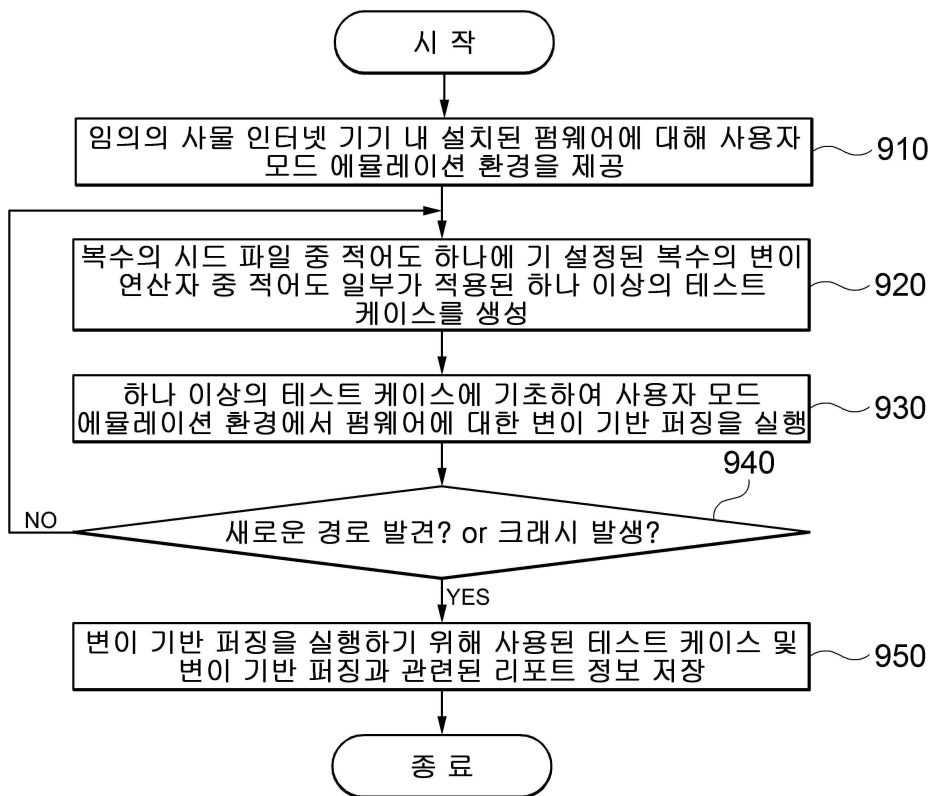 시 작
임의의 사물 인터넷 기기 내 설치된 펌웨어에 대해 사용자
모드 에뮬레이션 환경을 제공
910
복수의 시드 파일 중 적어도 하나에 기 설정된 복수의 변이
연산자 중 적어도 일부가 적용된 하나 이상의 테스트
케이스를 생성
920
하나 이상의 테스트 케이스에 기초하여 사용자 모드
에뮬레이션 환경에서 펌웨어에 대한 변이 기반 퍼징을 실행
930
940
새로운 경로 발견? or 크래시 발생?
NO
YES
변이 기반 퍼징을 실행하기 위해 사용된 테스트 케이스 및
변이 기반 퍼징과 관련된 리포트 정보 저장
950
종 료